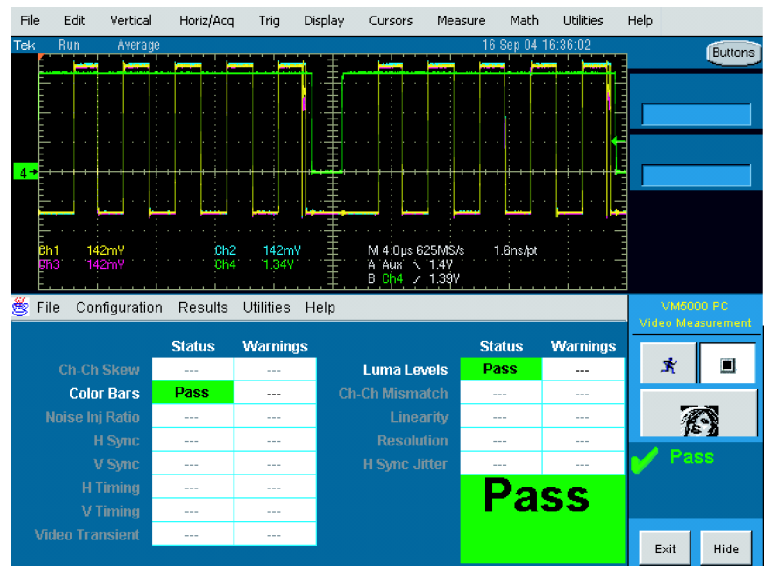 File Edit Vertical Horiz/Acq Trig Display Cursors Measure Math Utilities Help
Tek Run Average 16 Sep 04 16:36:02
Buttons
4
Ch1 142mV Ch2 142mV M 4.0µs 625MS/s 1.6ns/pt
Ch3 142mV Ch4 1.34V A Aux 1.4V
B Ch4 1.39V
File Configuration Results Utilities Help
VM5000 PC
Video Measurement
Status Warnings Status Warnings
Ch-Ch Skew --- --- Luma Levels Pass ---
Color Bars Pass --- Ch-Ch Mismatch --- ---
Noise Inj Ratio --- --- Linearity --- ---
H Sync --- --- Resolution --- ---
V Sync --- --- H Sync Jitter --- ---
H Timing --- ---
V Timing --- ---
Video Transient --- ---
Pass
Pass
Exit Hide